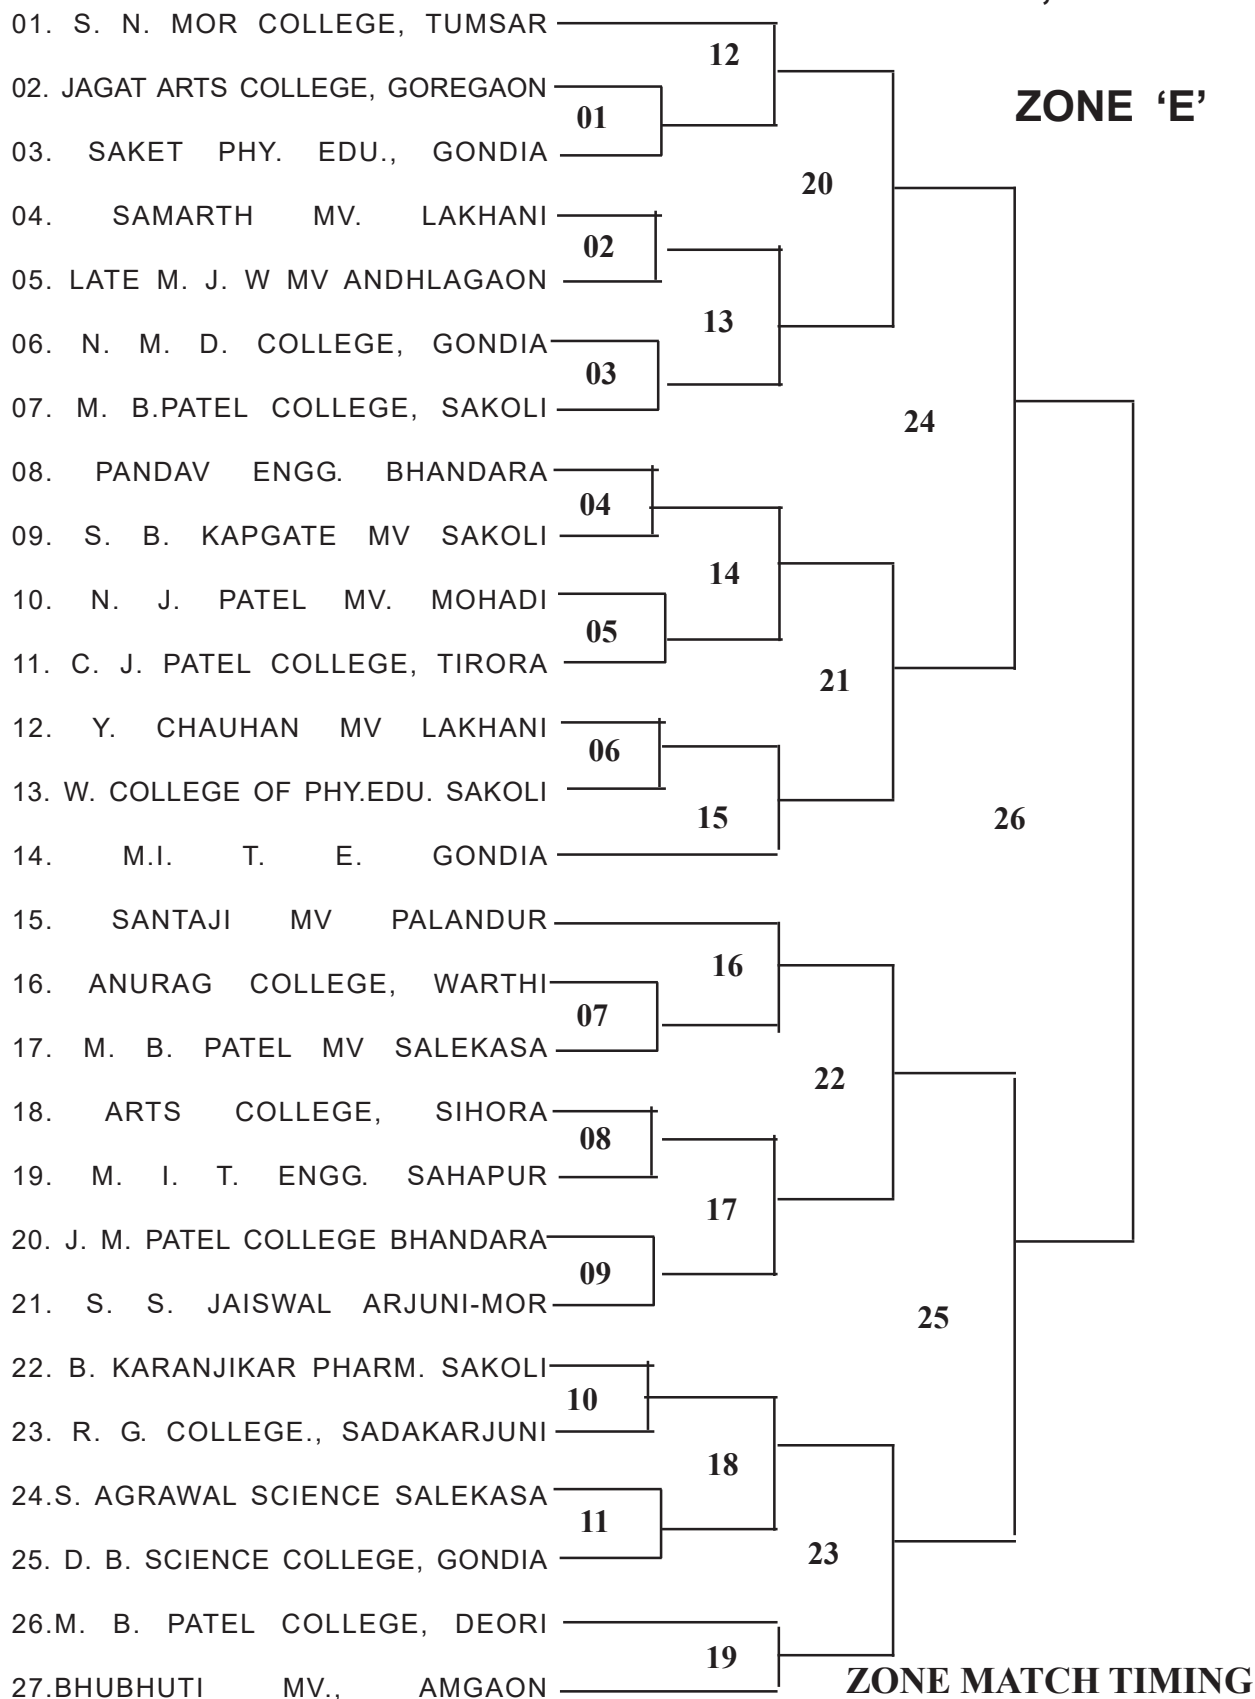 01. S. N. MOR COLLEGE, TUMSAR
12
02. JAGAT ARTS COLLEGE, GOREGAON
ZONE ‘E’
01
03. SAKET PHY. EDU., GONDIA
20
04. SAMARTH MV. LAKHANI
02
05. LATE M. J. W MV ANDHLAGAON
13
06. N. M. D. COLLEGE, GONDIA
03
07. M. B.PATEL COLLEGE, SAKOLI
24
08. PANDAV ENGG. BHANDARA
04
09. S. B. KAPGATE MV SAKOLI
14
10. N. J. PATEL MV. MOHADI
05
11. C. J. PATEL COLLEGE, TIRORA
21
12. Y. CHAUHAN MV LAKHANI
06
13. W. COLLEGE OF PHY.EDU. SAKOLI
15
26
14. M.I. T. E. GONDIA
15. SANTAJI MV PALANDUR
16
16. ANURAG COLLEGE, WARTHI
07
17. M. B. PATEL MV SALEKASA
22
18. ARTS COLLEGE, SIHORA
08
19. M. I. T. ENGG. SAHAPUR
17
20. J. M. PATEL COLLEGE BHANDARA
09
21. S. S. JAISWAL ARJUNI-MOR
25
22. B. KARANJIKAR PHARM. SAKOLI
10
23. R. G. COLLEGE., SADAKARJUNI
18
24.S. AGRAWAL SCIENCE SALEKASA
11
25. D. B. SCIENCE COLLEGE, GONDIA
23
26.M. B. PATEL COLLEGE, DEORI
19
27.BHUBHUTI MV., AMGAON
ZONE MATCH TIMING